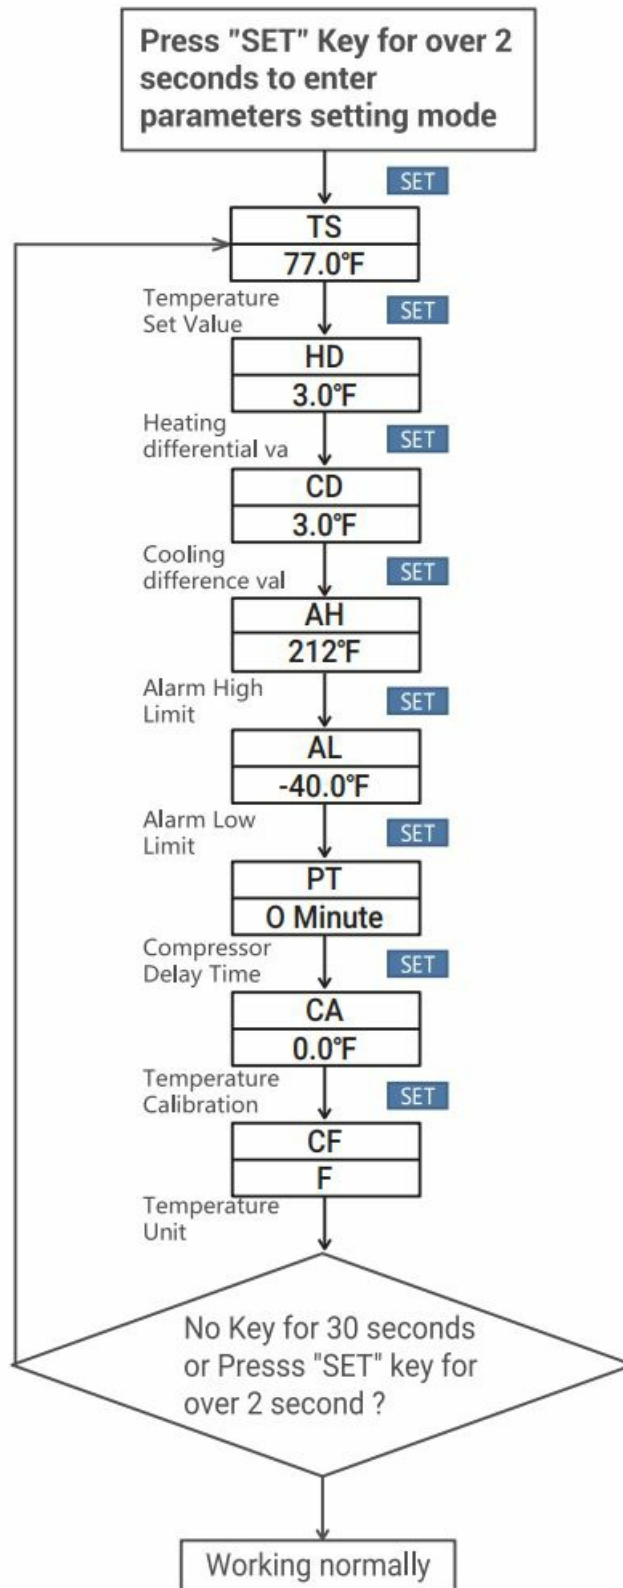 Press "SET" Key for over 2
seconds to enter
parameters setting mode
SET
TS
77.0°F
Temperature
Set Value
SET
HD
3.0°F
Heating
differential va
SET
CD
3.0°F
Cooling
difference val
SET
AH
212°F
Alarm High
Limit
SET
AL
-40.0°F
Alarm Low
Limit
SET
PT
O Minute
Compressor
Delay Time
SET
CA
0.0°F
Temperature
Calibration
SET
CF
F
Temperature
Unit
No Key for 30 seconds
or Presss "SET" key for
over 2 second ?
Working normally